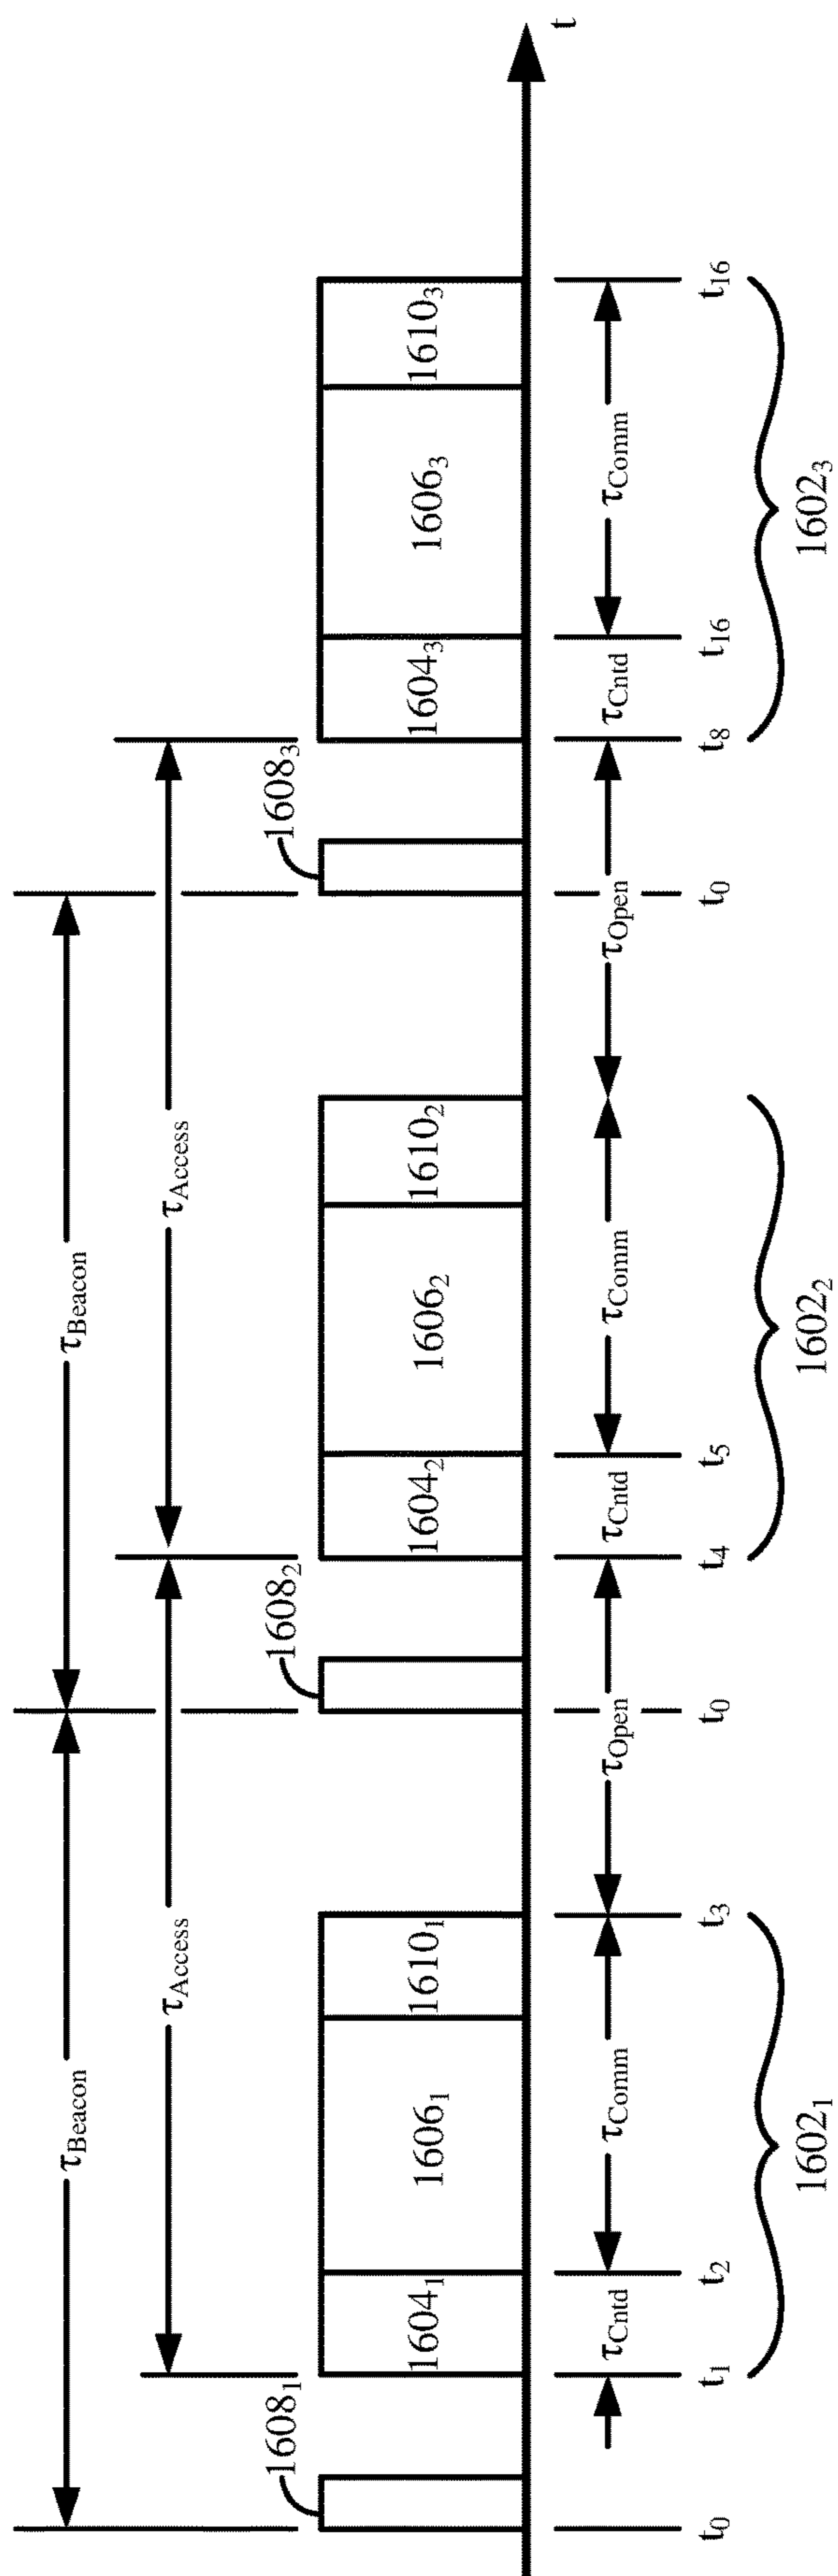 τBeacon τBeacon
τAccess τAccess
1608₁ 1608₂ 1608₃
1604₁ 1606₁ 1610₁ 1604₂ 1606₂ 1610₂ 1604₃ 1606₃ 1610₃
t
τCntd τComm τOpen τCntd τComm τOpen τCntd τComm
t₀ t₁ t₂ t₃ t₀ t₄ t₅ t₀ t₈ t₁₆ t₁₆
1602₁ 1602₂ 1602₃